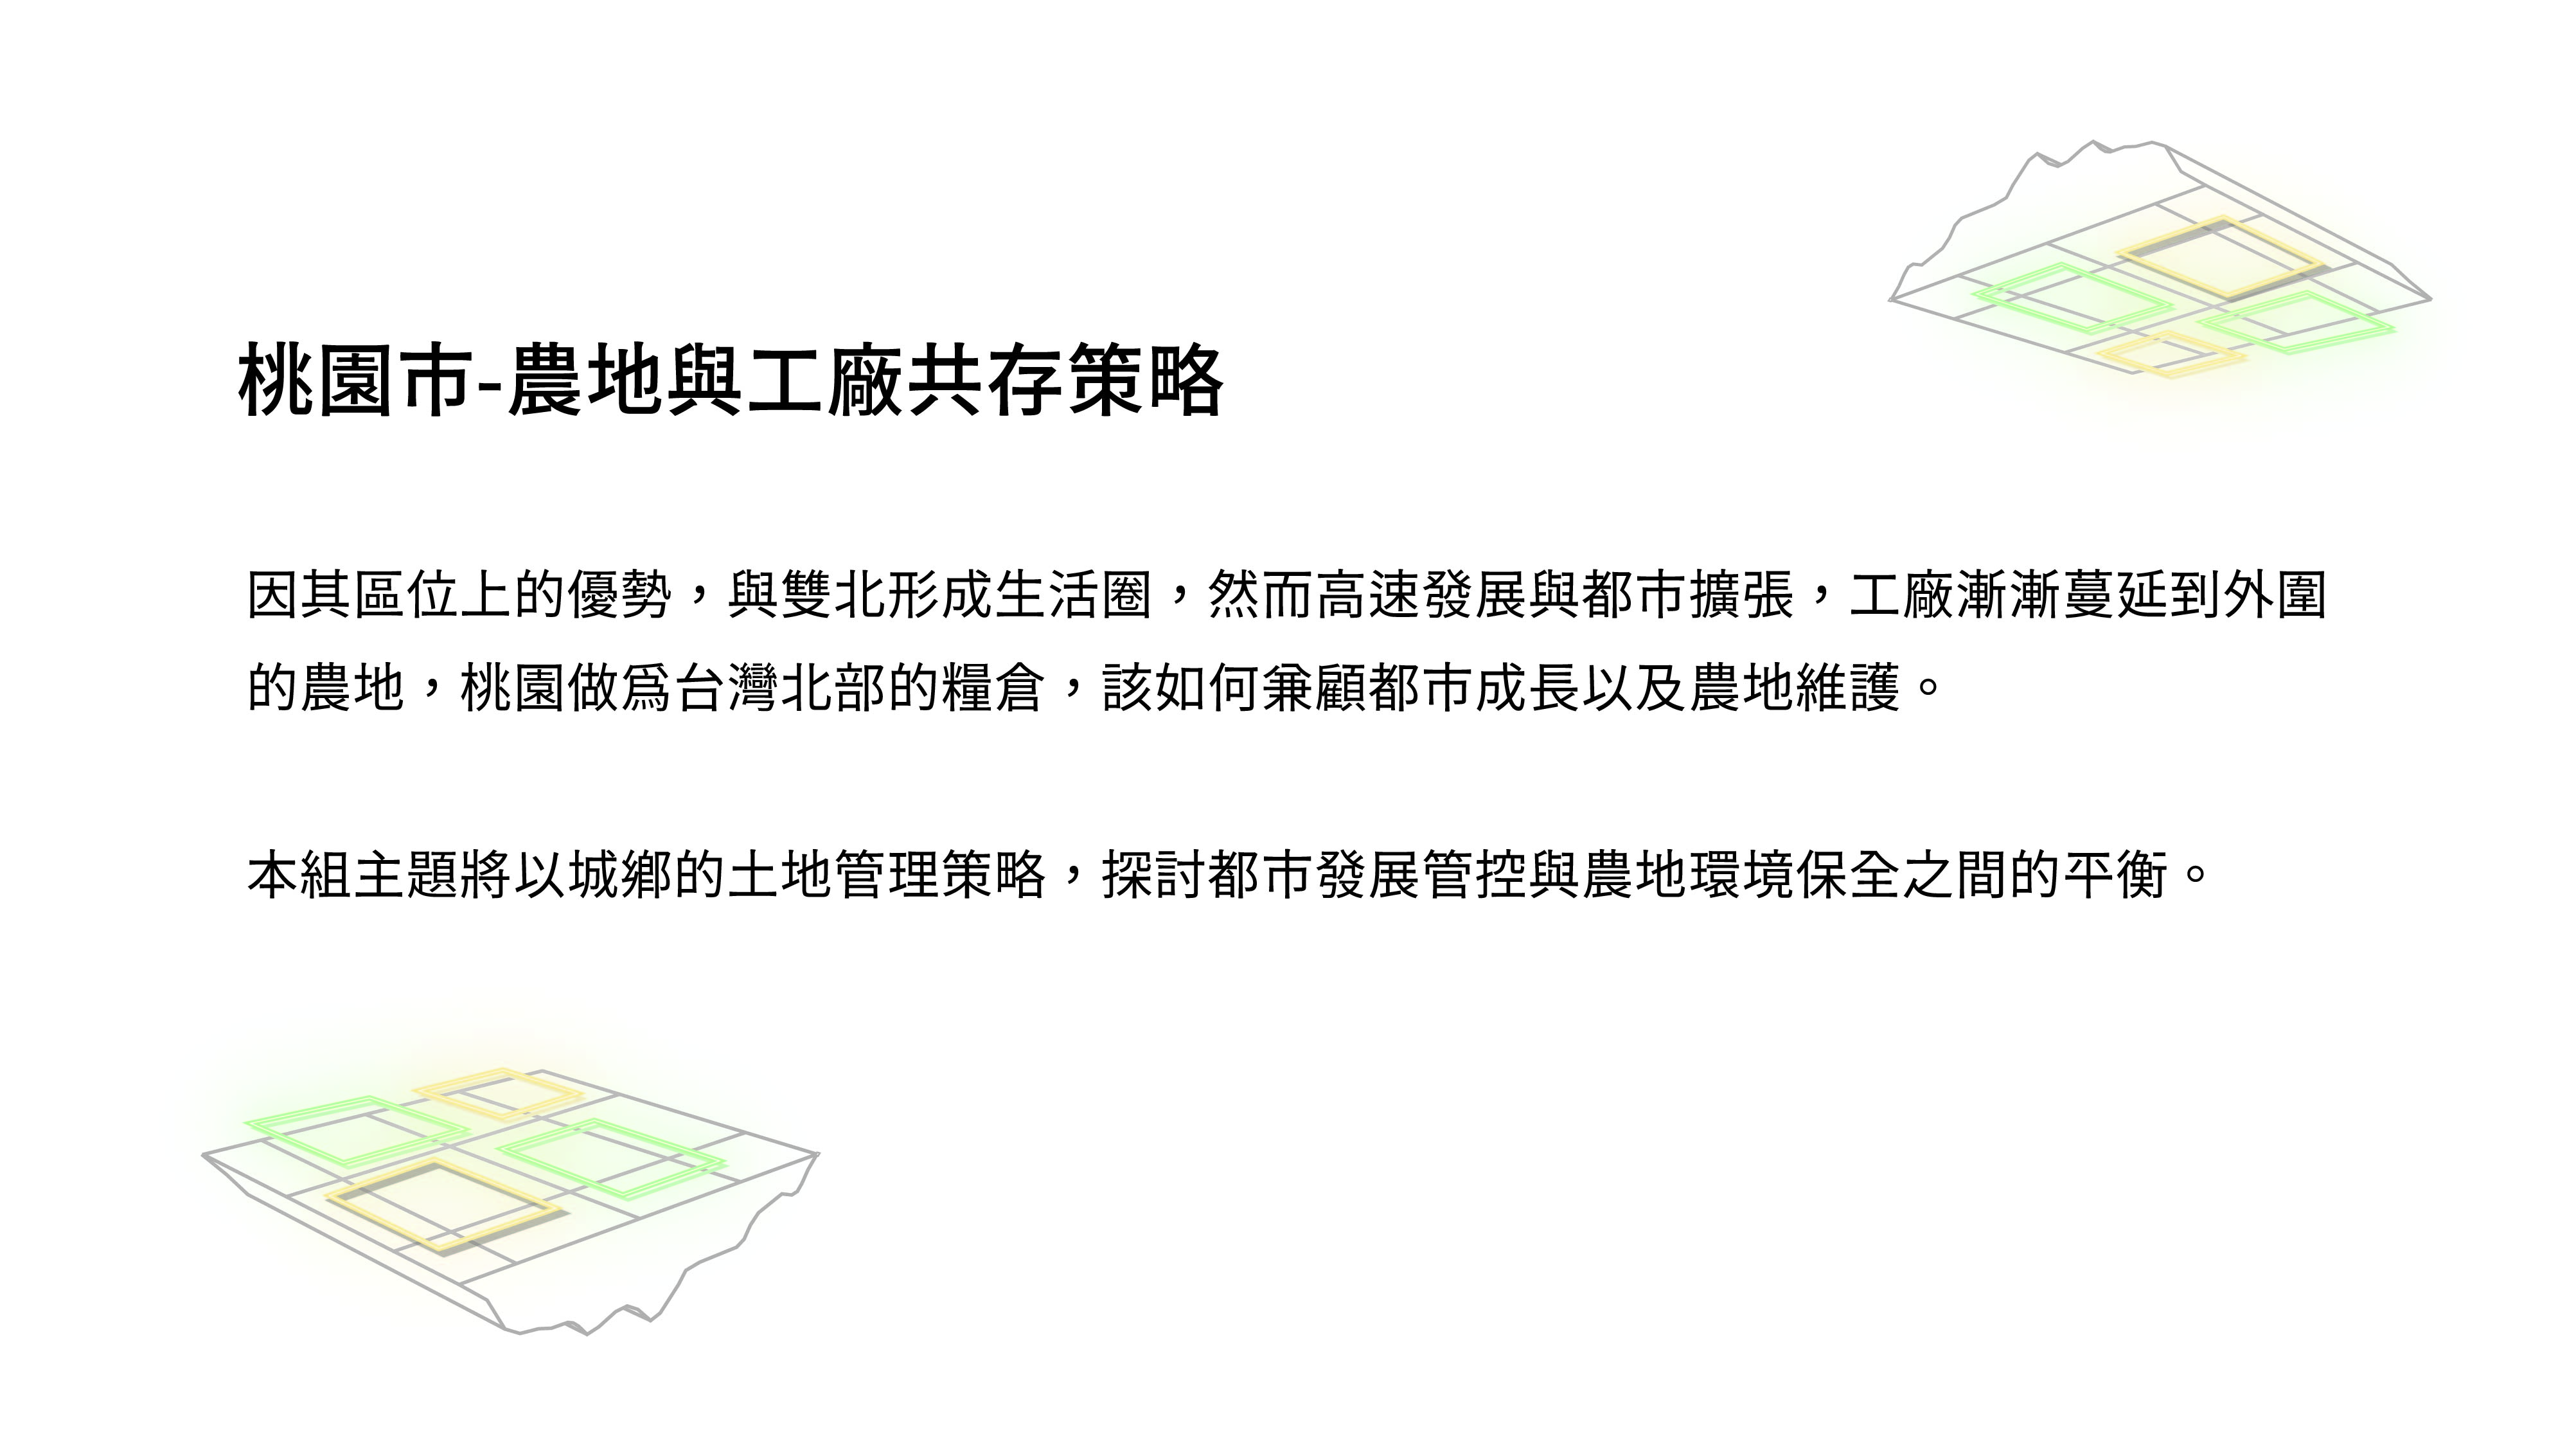 桃園市-農地與工廠共存策略
因其區位上的優勢，與雙北形成生活圈，然而高速發展與都市擴張，工廠漸漸蔓延到外圍
的農地，桃園做爲台灣北部的糧倉，該如何兼顧都市成長以及農地維護。
本組主題將以城鄉的土地管理策略，探討都市發展管控與農地環境保全之間的平衡。